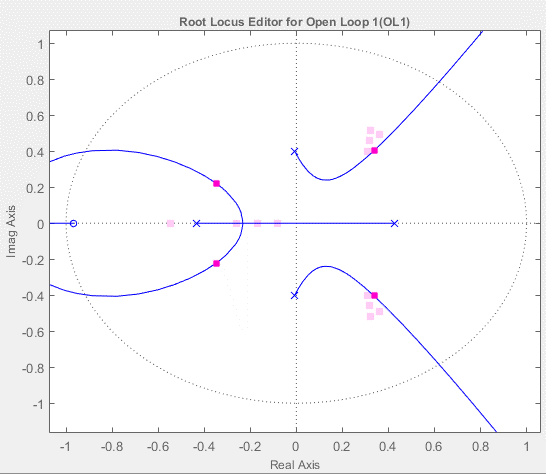 Root Locus Editor for Open Loop 1(OL1)
1
0.8
0.6
0.4
0.2
0
-0.2
-0.4
-0.6
-0.8
-1
Imag Axis
-1 -0.8 -0.6 -0.4 -0.2 0 0.2 0.4 0.6 0.8 1
Real Axis